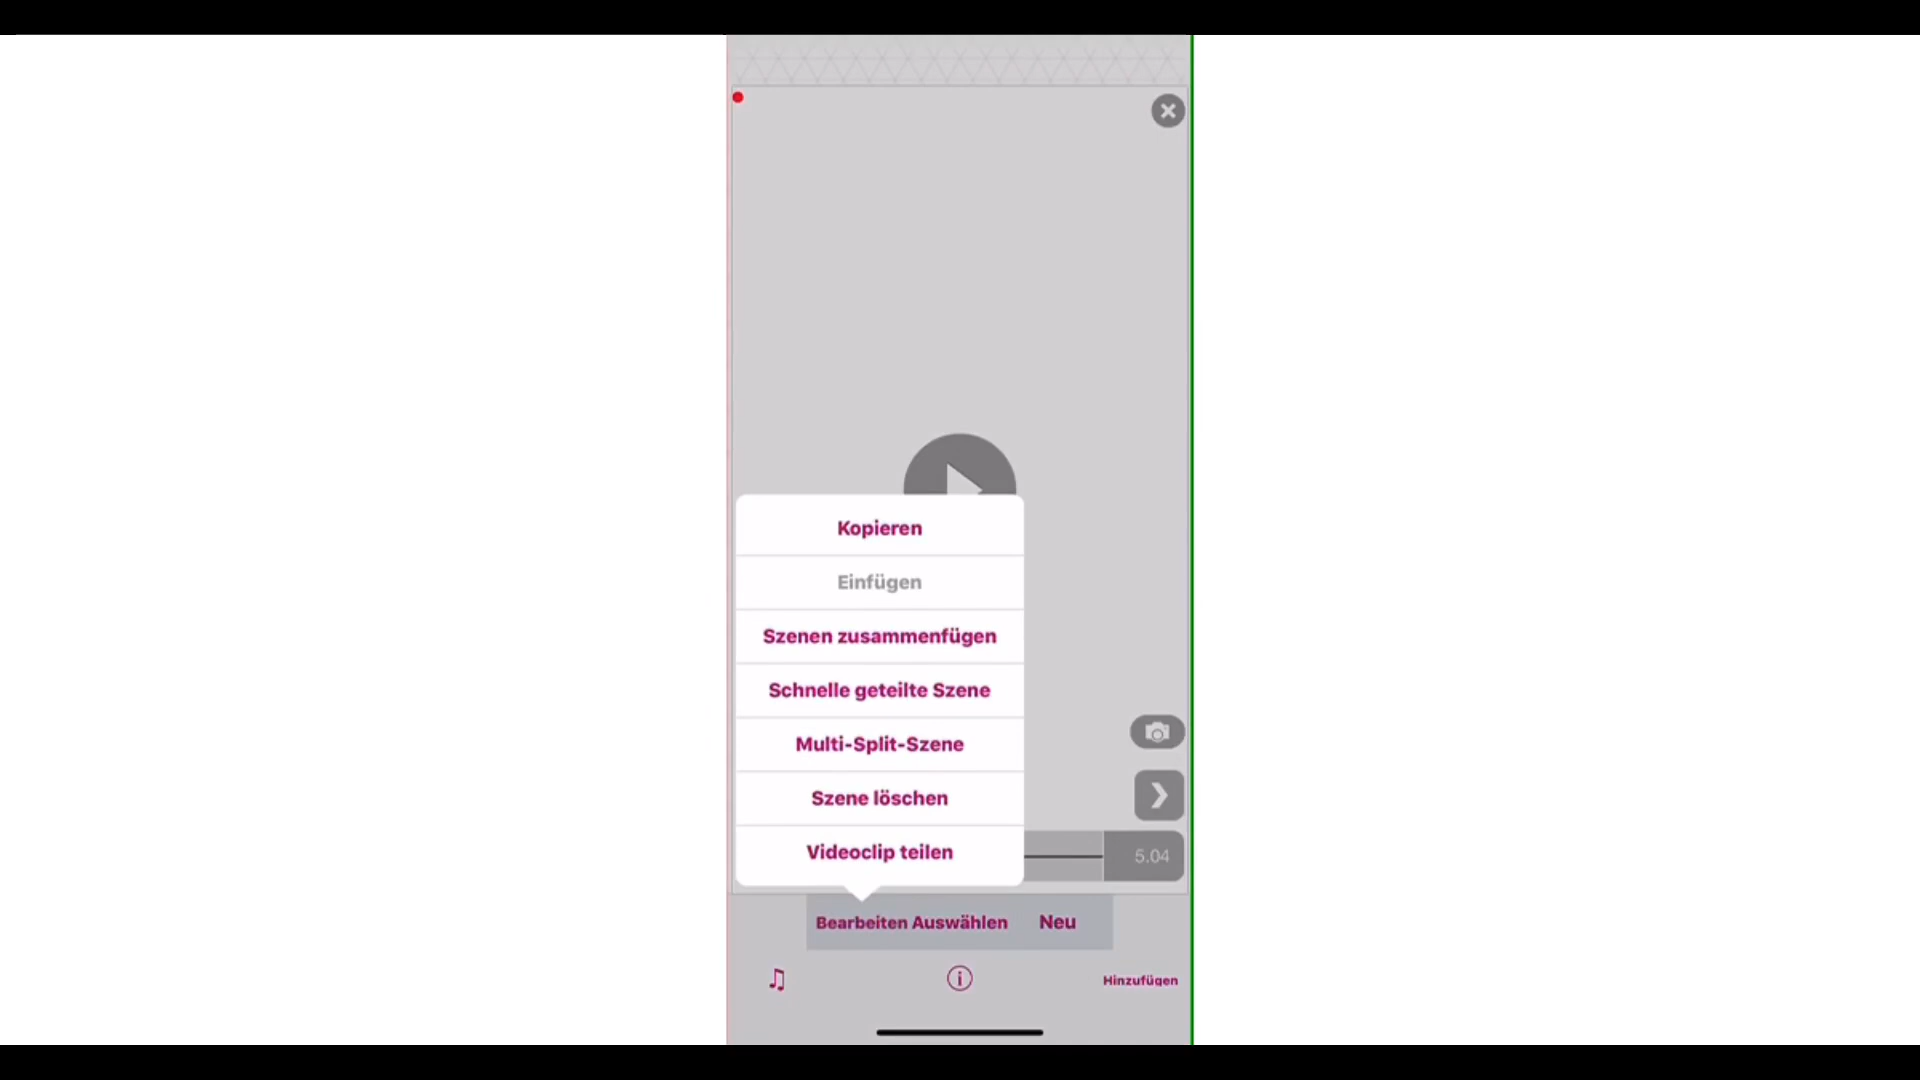 Kopieren
Einfügen
Szenen zusammenfügen
Schnelle geteilte Szene
Multi-Split-Szene
Szene löschen
Videoclip teilen
5.04
Bearbeiten Auswählen Neu
Hinzufügen